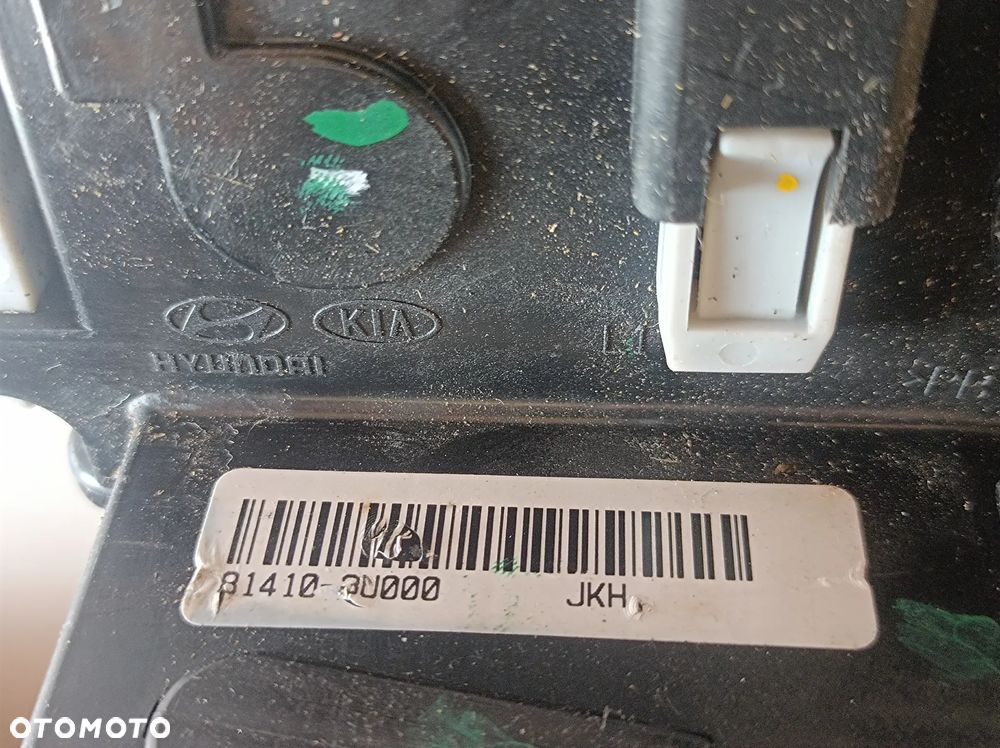 KIA
HYUNDAI
81410-3U000 JKH
OTOMOTO